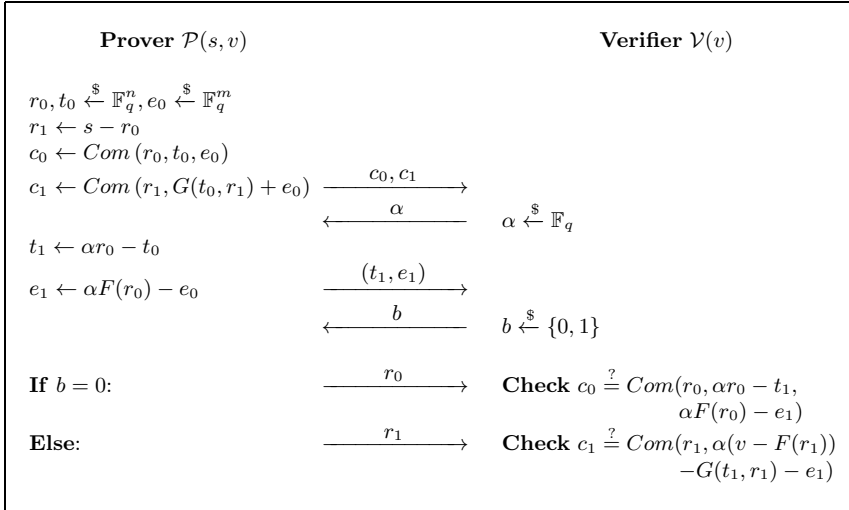 Prover 𝒫(s, v) Verifier 𝒱(v)
r₀, t₀ ←$ 𝔽_q^n, e₀ ←$ 𝔽_q^m
r₁ ← s − r₀
c₀ ← Com (r₀, t₀, e₀)
c₁ ← Com (r₁, G(t₀, r₁) + e₀) c₀, c₁
α α ←$ 𝔽_q
t₁ ← αr₀ − t₀
e₁ ← αF(r₀) − e₀ (t₁, e₁)
b b ←$ {0, 1}
If b = 0: r₀ Check c₀ ≟ Com(r₀, αr₀ − t₁,
αF(r₀) − e₁)
Else: r₁ Check c₁ ≟ Com(r₁, α(v − F(r₁))
−G(t₁, r₁) − e₁)